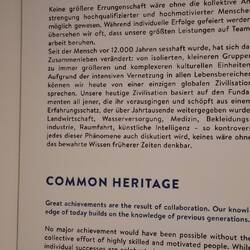 Keine größere Errungenschaft wäre ohne die kollektive An-
strengung hochqualifizierter und hochmotivierter Mensche
möglich gewesen. Während individuelle Erfolge gefeiert werden
übersehen wir oft, dass unsere größten Leistungen auf Team
arbeit beruhen.
Seit der Mensch vor 12.000 Jahren sesshaft wurde, hat sich da
Zusammenleben verändert: von isolierten, kleineren Gruppe
zu immer größeren und komplexeren kulturellen Einheiten
Aufgrund der intensiven Vernetzung in allen Lebensbereiche
können wir heute von einer einzigen globalen Zivilisation
sprechen. Unsere heutige Zivilisation basiert auf den Funda
menten all jener, die ihr vorausgingen und schöpft aus einem
Erfahrungsschatz, der über Jahrtausende weitergegeben wurde
Landwirtschaft, Wasserversorgung, Medizin, Bekleidungs
industrie, Raumfahrt, künstliche Intelligenz - so kontrovers
jedes dieser Phänomene auch diskutiert wird, keines wäre ohne
das bewahrte Wissen früherer Zeiten denkbar.
COMMON HERITAGE
Great achievements are the result of collaboration. Our knowl
edge of today builds on the knowledge of previous generations.
No major achievement would have been possible without the
collective effort of highly skilled and motivated people. While